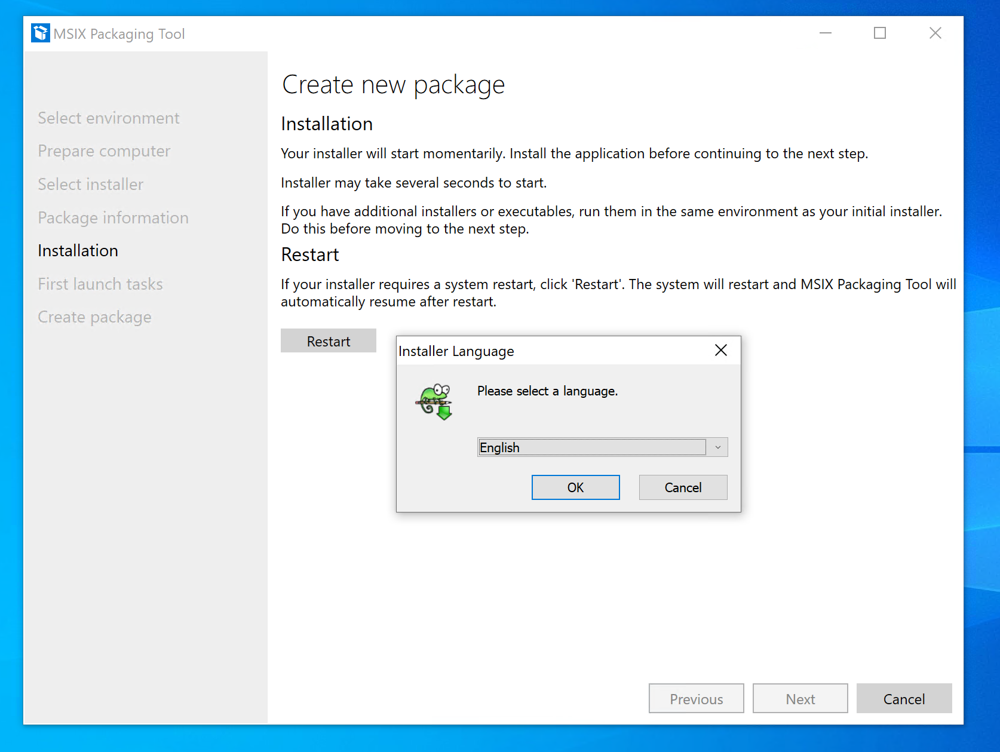 MSIX Packaging Tool
Select environment
Prepare computer
Select installer
Package information
Installation
First launch tasks
Create package
Create new package
Installation
Your installer will start momentarily. Install the application before continuing to the next step.
Installer may take several seconds to start.
If you have additional installers or executables, run them in the same environment as your initial installer.
Do this before moving to the next step.
Restart
If your installer requires a system restart, click 'Restart'. The system will restart and MSIX Packaging Tool will
automatically resume after restart.
Restart
Installer Language
Please select a language.
English
OK
Cancel
Previous
Next
Cancel